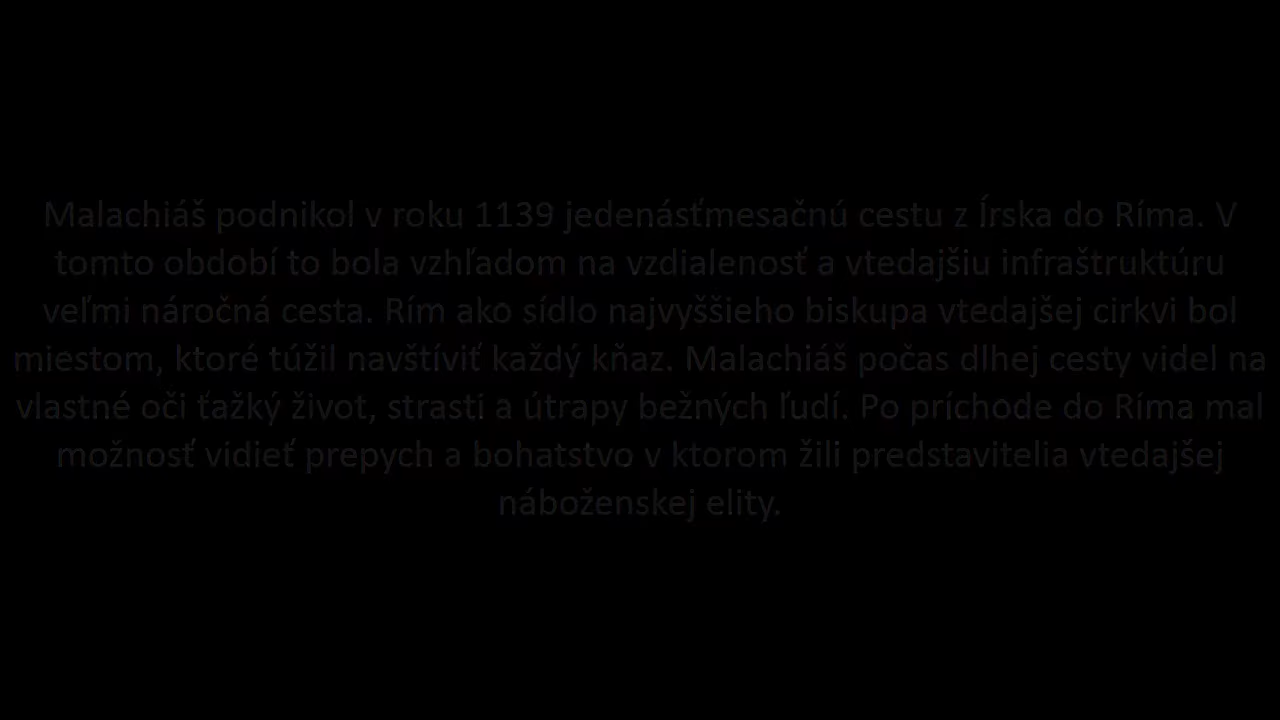 Malachiáš podnikol v roku 1139 jedenásťmesačnú cestu z Írska do Ríma. V
tomto období to bola vzhľadom na vzdialenosť a vtedajšiu infraštruktúru
veľmi náročná cesta. Rím ako sídlo najvyššieho biskupa vtedajšej cirkvi bol
miestom, ktoré túžil navštíviť každý kňaz. Malachiáš počas dlhej cesty videl na
vlastné oči ťažký život, strastí a útrapy bežných ľudí. Po príchode do Ríma mal
možnosť vidieť prepych a bohatstvo v ktorom žili predstavitelia vtedajšej
náboženskej elity.